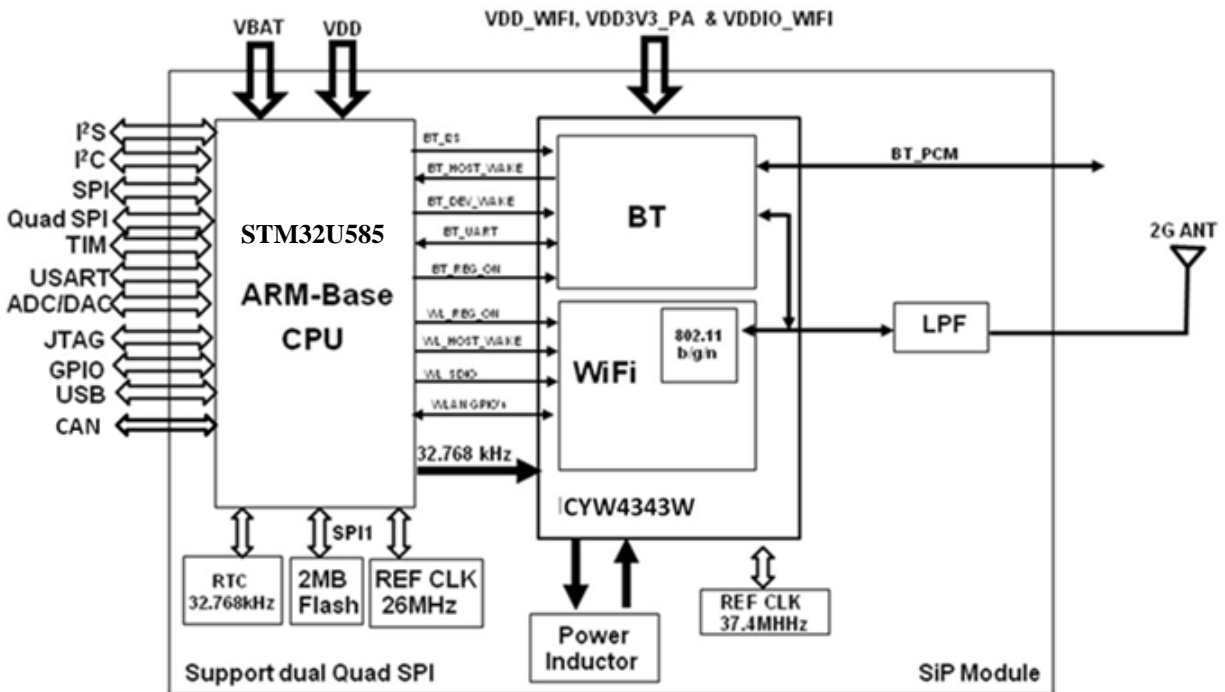 VBAT
VDD
VDD_WIFI, VDD3V3_PA & VDDIO_WIFI
I²S
I²C
SPI
Quad SPI
TIM
USART
ADC/DAC
JTAG
GPIO
USB
CAN
STM32U585
ARM-Base
CPU
BT_I2S
BT_HOST_WAKE
BT_DEV_WAKE
BT_UART
BT_REG_ON
WL_REG_ON
WL_HOST_WAKE
WL_SDIO
WLAN GPIO's
32.768 kHz
BT
WiFi
802.11
b/g/n
CYW4343W
BT_PCM
LPF
2G ANT
SPI1
RTC
32.768kHz
2MB
Flash
REF CLK
26MHz
Power
Inductor
REF CLK
37.4MHHz
Support dual Quad SPI
SiP Module